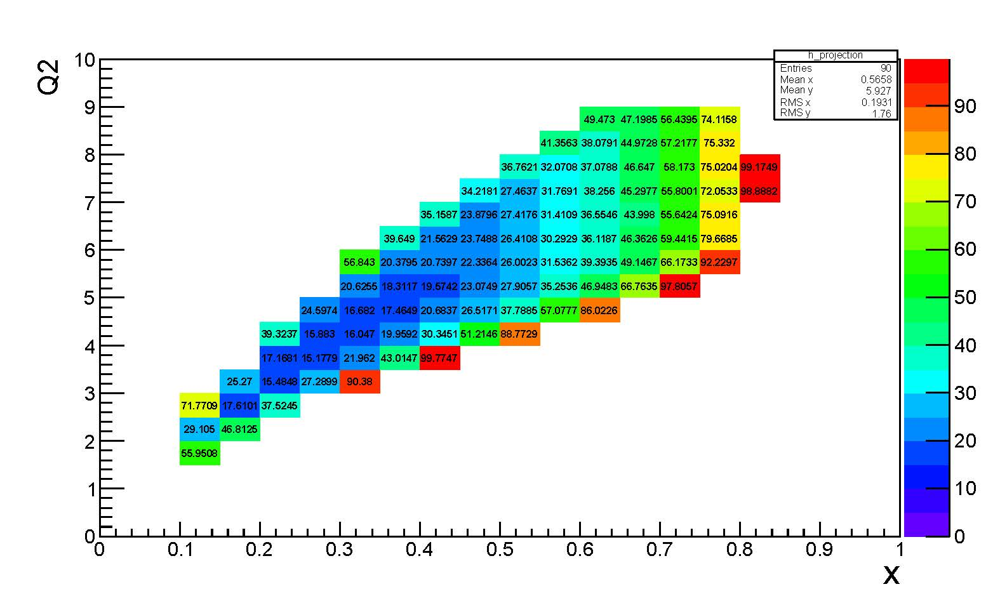 h_projection
Entries 90
Mean x 0.5658
Mean y 5.927
RMS x 0.1931
RMS y 1.76
Q2
10
9
8
7
6
5
4
3
2
1
0
49.473 47.1985 56.4395 74.1158
41.3563 38.0791 44.9728 57.2177 75.332
36.7621 32.0708 37.0788 46.647 58.173 75.0204 99.1749
34.2181 27.4637 31.7691 38.256 45.2977 55.8001 72.0533 98.8882
35.1587 23.8796 27.4176 31.4109 36.5546 43.998 55.6424 75.0916
39.649 21.5629 23.7488 26.4108 30.2929 36.1187 46.3626 59.4415 79.6685
56.843 20.3795 20.7397 22.3364 26.0023 31.5362 39.3935 49.1467 66.1733 92.2297
20.6255 18.3117 19.5742 23.0749 27.9057 35.2536 46.9483 66.7635 97.8057
24.5974 16.682 17.4649 20.6837 26.5171 37.7885 57.0777 86.0226
39.3237 15.883 16.047 19.9592 30.3451 51.2146 88.7729
17.1681 15.1779 21.962 43.0147 99.7747
25.27 15.4848 27.2899 90.38
71.7709 17.6101 37.5245
29.105 46.8125
55.9508
0 0.1 0.2 0.3 0.4 0.5 0.6 0.7 0.8 0.9 1
X
90
80
70
60
50
40
30
20
10
0